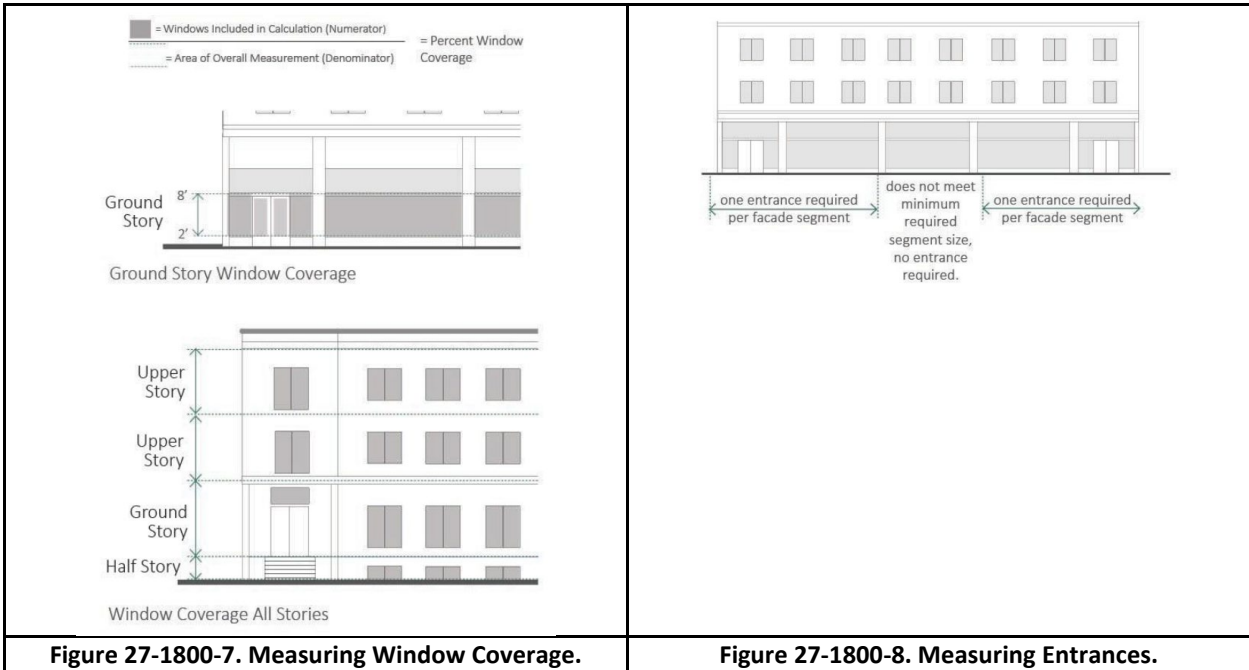 = Windows Included in Calculation (Numerator)
= Area of Overall Measurement (Denominator)
= Percent Window
Coverage
Ground
Story
8'
2'
Ground Story Window Coverage
Upper
Story
Upper
Story
Ground
Story
Half Story
Window Coverage All Stories
Figure 27-1800-7. Measuring Window Coverage.
one entrance required
per facade segment
does not meet
minimum
required
segment size,
no entrance
required.
one entrance required
per facade segment
Figure 27-1800-8. Measuring Entrances.